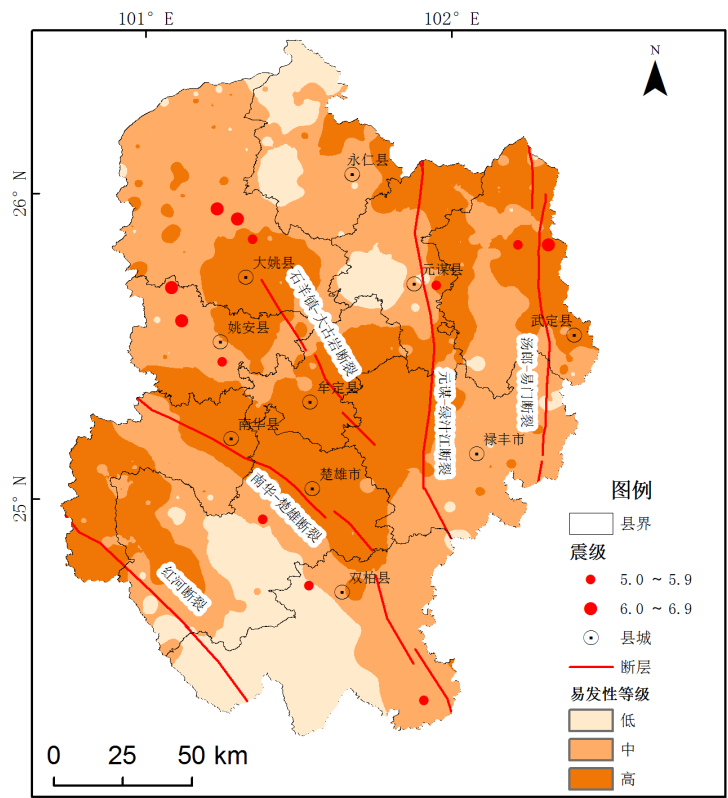 101° E
102° E
N
26° N
25° N
永仁县
大姚县
元谋县
石羊镇-大古岩断裂
姚安县
武定县
汤郎-易门断裂
牟定县
元谋-绿汁江断裂
南华县
禄丰市
楚雄市
南华-楚雄断裂
双柏县
红河断裂
图例
县界
震级
5.0 ~ 5.9
6.0 ~ 6.9
县城
断层
易发性等级
低
中
高
0 25 50 km